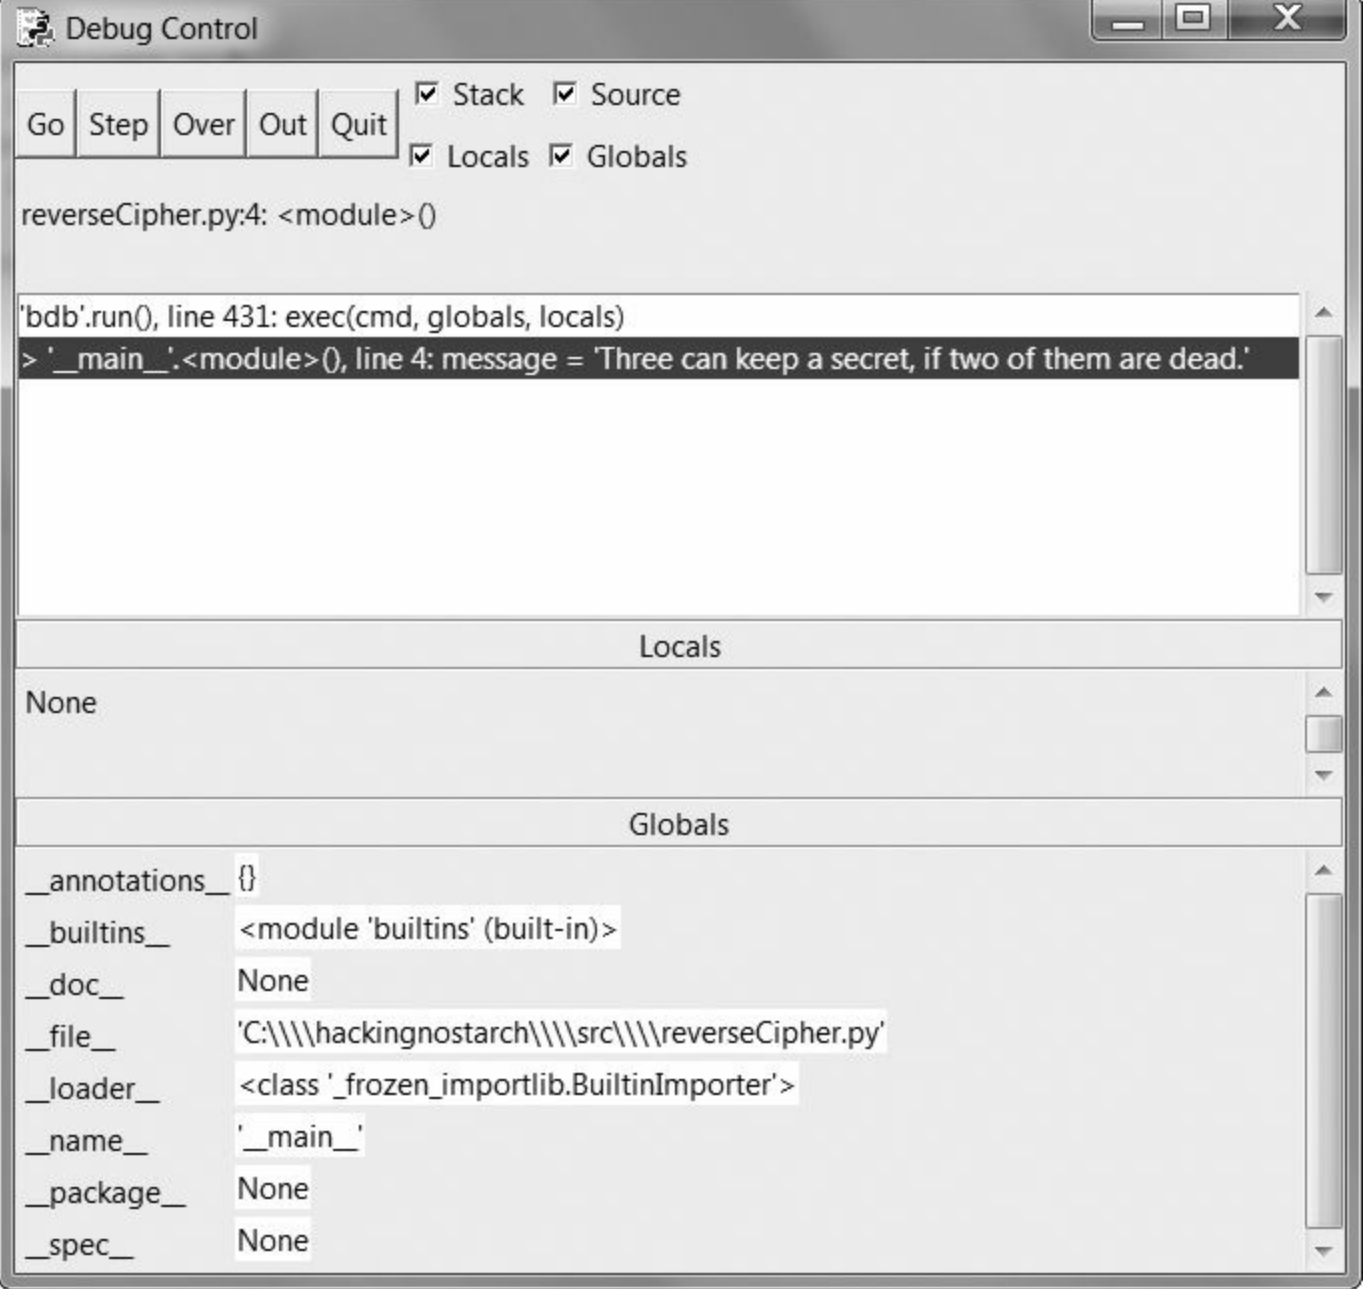 Debug Control
Go Step Over Out Quit
Stack Source
Locals Globals
reverseCipher.py:4: <module>()
'bdb'.run(), line 431: exec(cmd, globals, locals)
> '__main__'.<module>(), line 4: message = 'Three can keep a secret, if two of them are dead.'
Locals
None
Globals
__annotations__ {}
__builtins__ <module 'builtins' (built-in)>
__doc__ None
__file__ 'C:\\\\hackingnostarch\\\\src\\\\reverseCipher.py'
__loader__ <class '_frozen_importlib.BuiltinImporter'>
__name__ '__main__'
__package__ None
__spec__ None